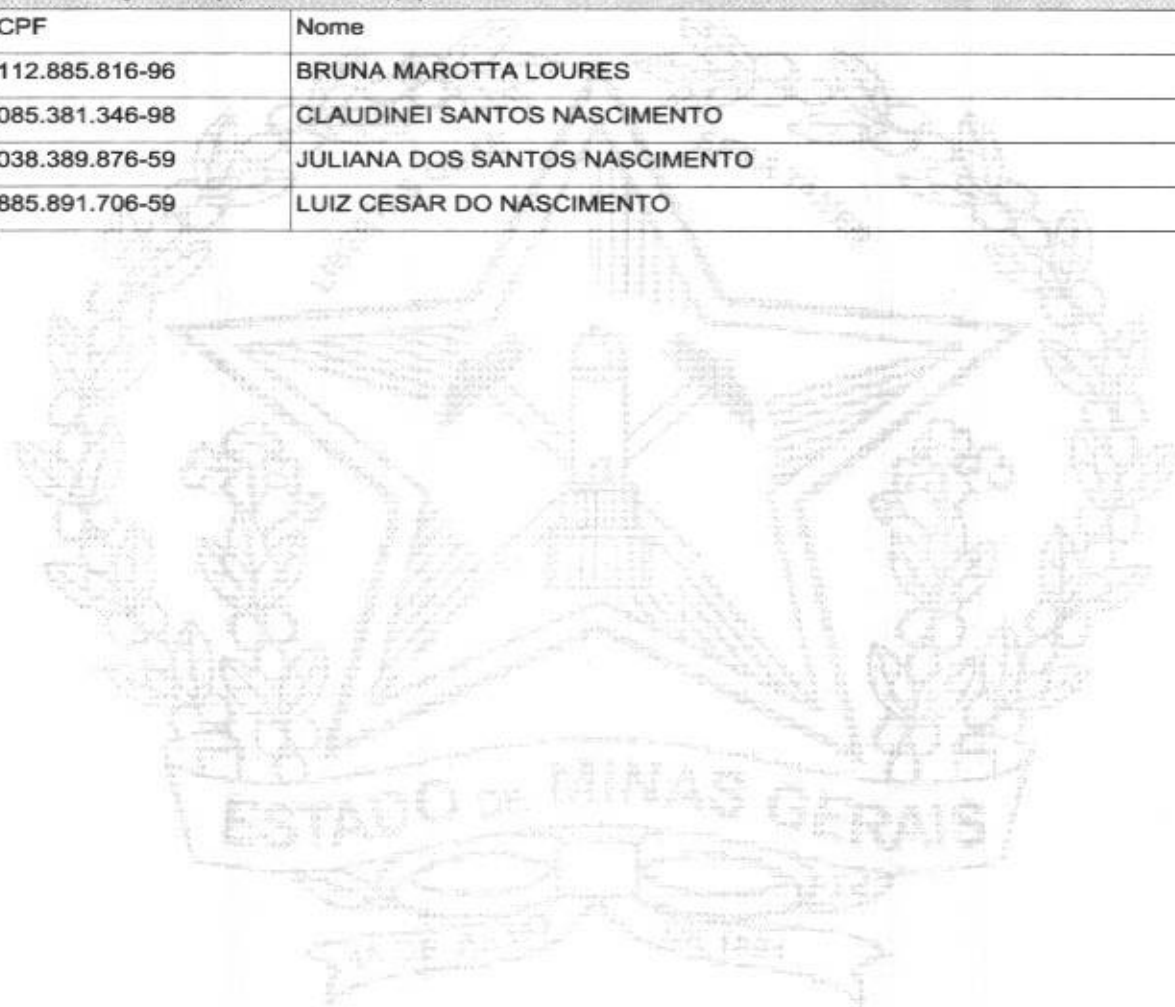 CPF Nome
112.885.816-96 BRUNA MAROTTA LOURES
085.381.346-98 CLAUDINEI SANTOS NASCIMENTO
038.389.876-59 JULIANA DOS SANTOS NASCIMENTO
885.891.706-59 LUIZ CESAR DO NASCIMENTO
ESTADO DE MINAS GERAIS